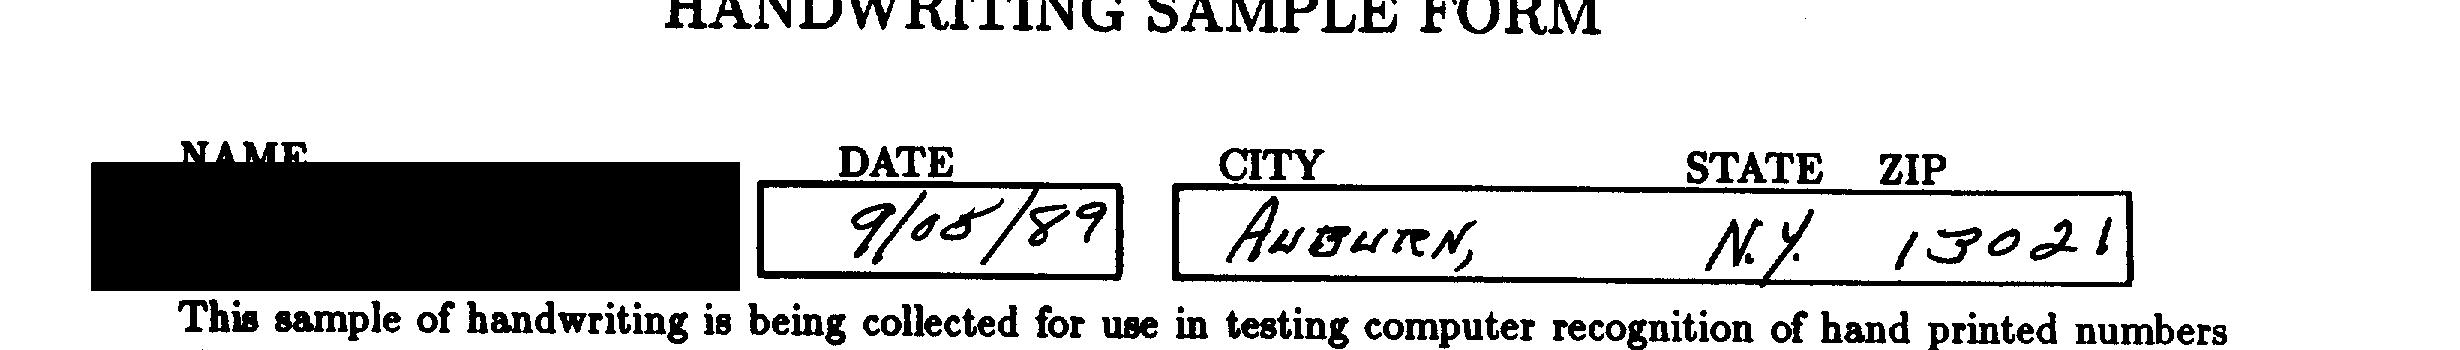 HANDWRITING SAMPLE FORM
NAME DATE CITY STATE ZIP
9/05/89 AUBURN, N.Y. 13021
This sample of handwriting is being collected for use in testing computer recognition of hand printed numbers